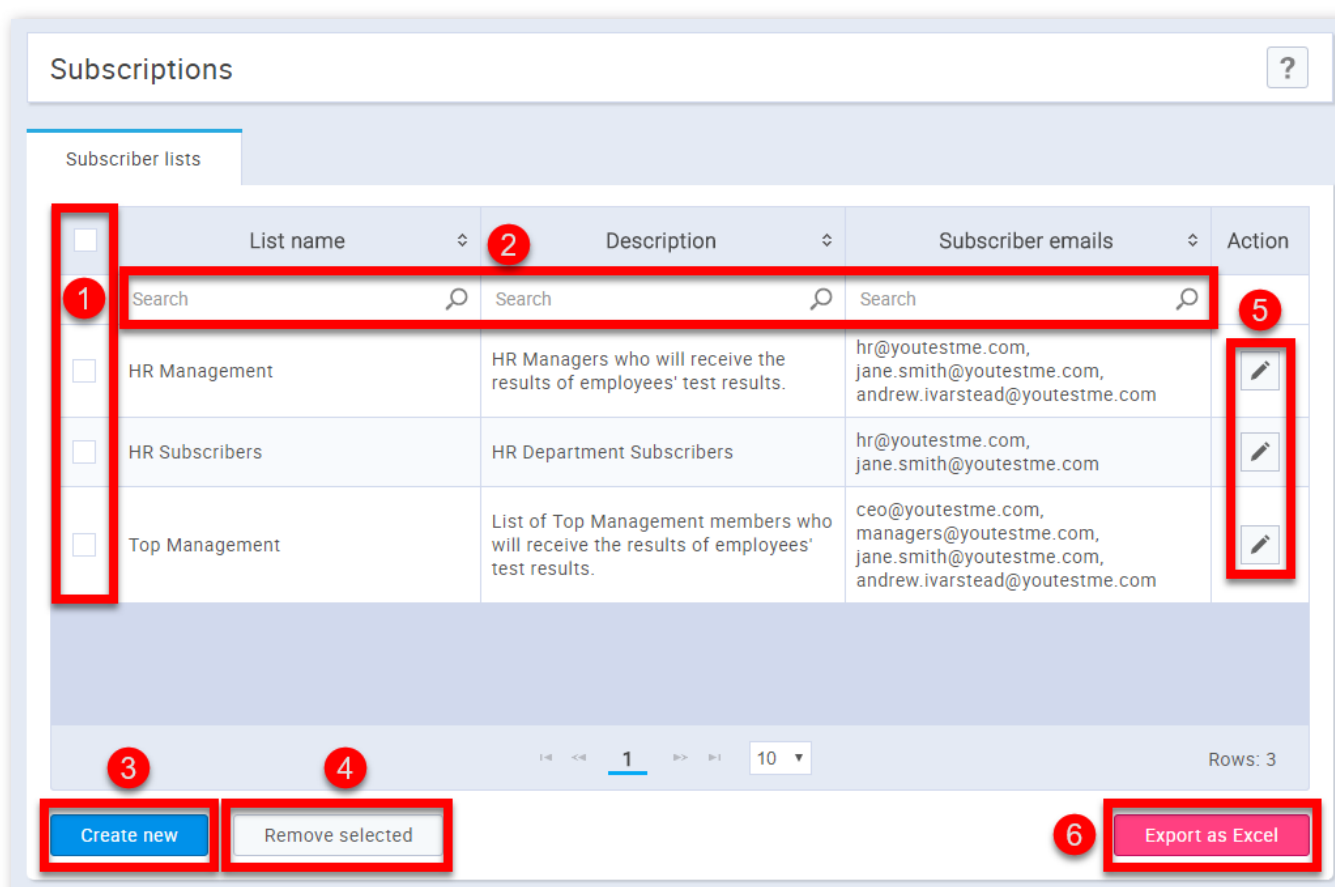 Subscriptions
?
Subscriber lists
List name
2
Description
Subscriber emails
Action
1
Search
Search
Search
5
HR Management
HR Managers who will receive the
results of employees' test results.
hr@youtestme.com,
jane.smith@youtestme.com,
andrew.ivarstead@youtestme.com
HR Subscribers
HR Department Subscribers
hr@youtestme.com,
jane.smith@youtestme.com
Top Management
List of Top Management members who
will receive the results of employees'
test results.
ceo@youtestme.com,
managers@youtestme.com,
jane.smith@youtestme.com,
andrew.ivarstead@youtestme.com
1
10
Rows: 3
3
4
Create new
Remove selected
6
Export as Excel